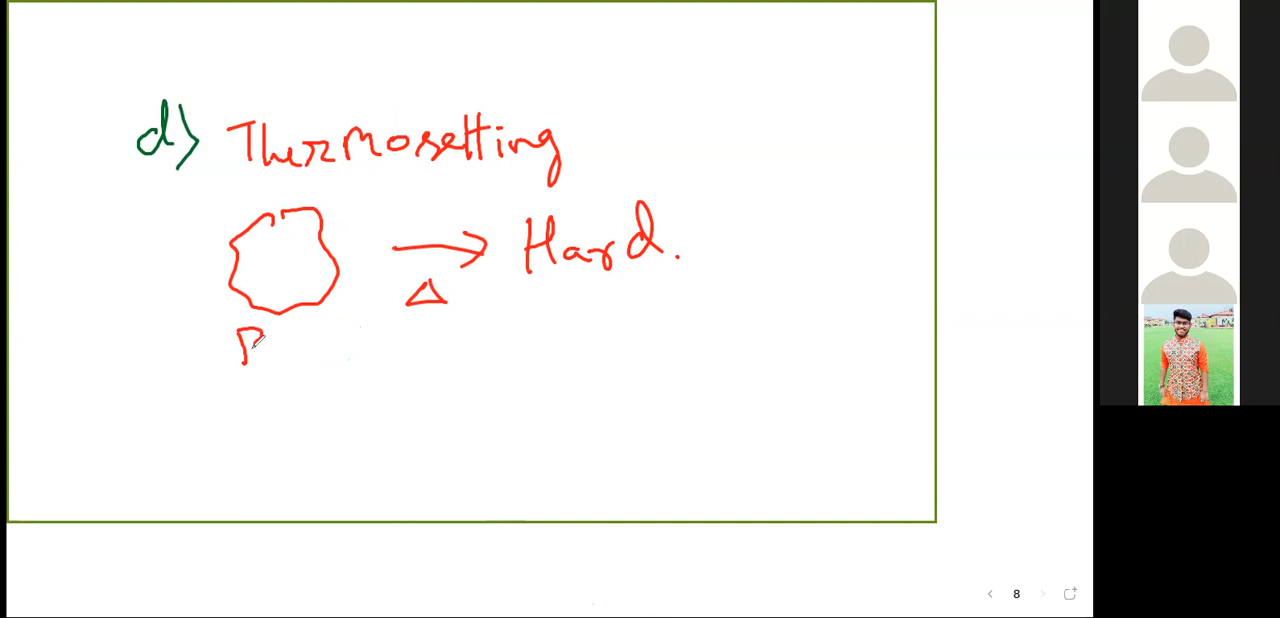 d) Thermosetting
→ Hard.
Δ
P
8